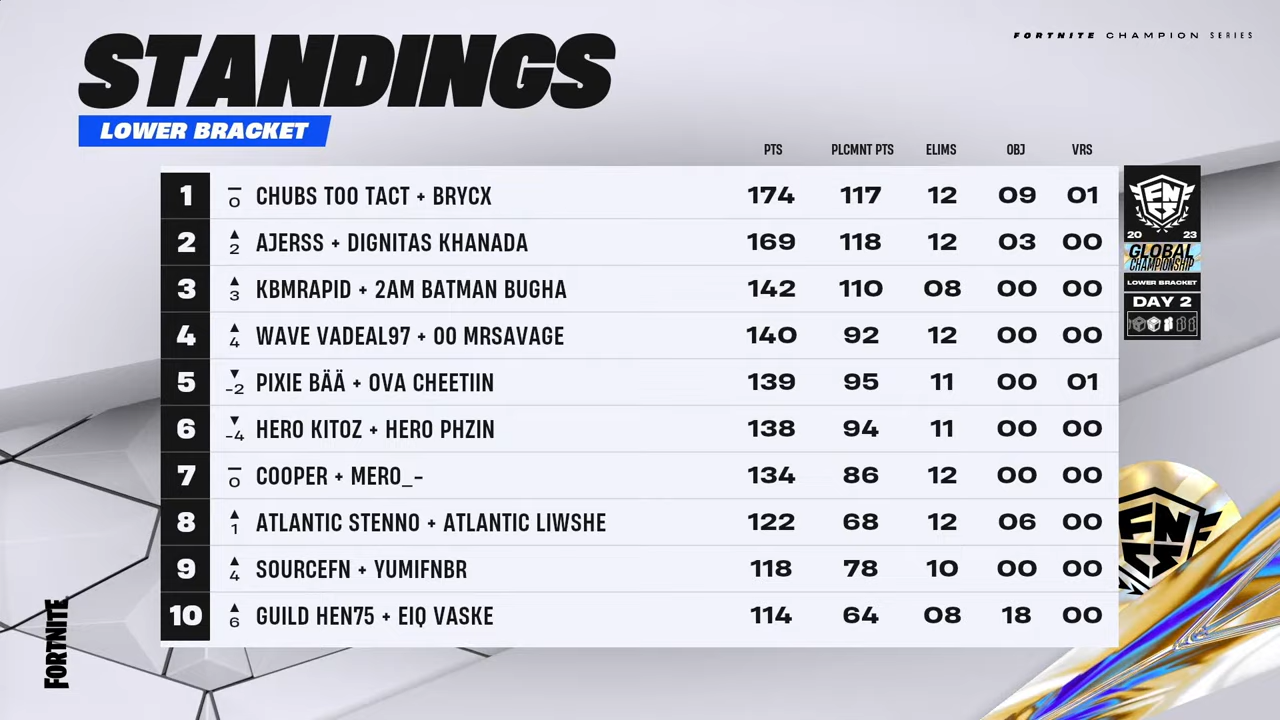 STANDINGS
FORTNITE CHAMPION SERIES
LOWER BRACKET
PTS PLCMNT PTS ELIMS OBJ VRS
1 0 CHUBS TOO TACT + BRYCX 174 117 12 09 01
2 2 AJERSS + DIGNITAS KHANADA 169 118 12 03 00
3 3 KBMRAPID + 2AM BATMAN BUGHA 142 110 08 00 00
4 4 WAVE VADEAL97 + 00 MRSAVAGE 140 92 12 00 00
5 -2 PIXIE BÄÄ + OVA CHEETIIN 139 95 11 00 01
6 -4 HERO KITOZ + HERO PHZIN 138 94 11 00 00
7 0 COOPER + MERO_- 134 86 12 00 00
8 1 ATLANTIC STENNO + ATLANTIC LIWSHE 122 68 12 06 00
9 4 SOURCEFN + YUMIFNBR 118 78 10 00 00
10 6 GUILD HEN75 + EIQ VASKE 114 64 08 18 00
FNCS
20 23
GLOBAL
CHAMPIONSHIP
LOWER BRACKET
DAY 2
FNCS
FORTNITE